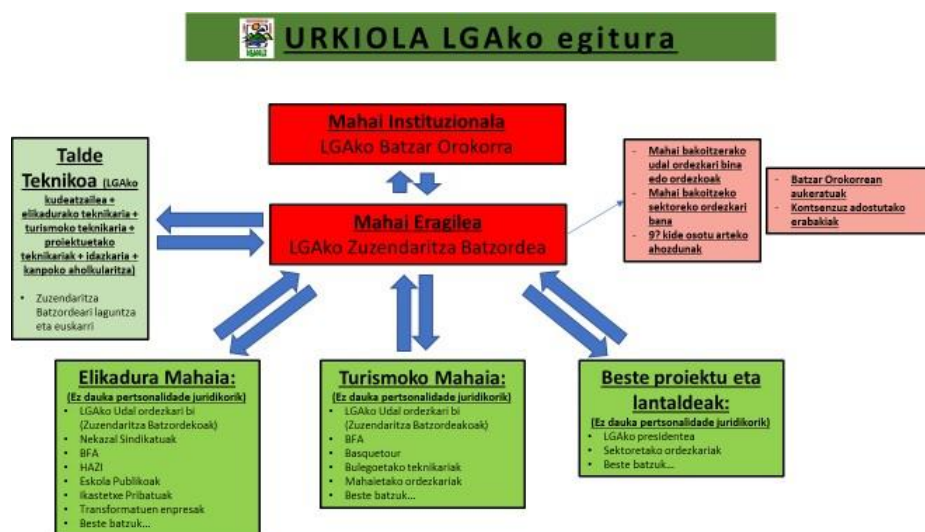 URKIOLA LGAko egitura
Mahai Instituzionala
LGAko Batzar Orokorra
Talde
Teknikoa (LGAko
kudeatzailea +
elikadurako teknikaria +
turismoko teknikaria +
proiektuetako
teknikariak + idazkaria +
kanpoko aholkularitza)
• Zuzendaritza
Batzordeari laguntza
eta euskarri
Mahai Eragilea
LGAko Zuzendaritza Batzordea
- Mahai bakoitzerako
udal ordezkari bina
edo ordezkoak
- Mahai bakoitzeko
sektoreko ordezkari
bana
- 9? kide osotu arteko
ahozdunak
- Batzar Orokorrean
aukeratuak
- Kontsenzuz adostutako
erabakiak
Elikadura Mahaia:
(Ez dauka pertsonalidade juridikorik)
• LGAko Udal ordezkari bi
(Zuzendaritza Batzordekoak)
• Nekazal Sindikatuak
• BFA
• HAZI
• Eskola Publikoak
• Ikastetxe Pribatuak
• Transformatuen enpresak
• Beste batzuk...
Turismoko Mahaia:
(Ez dauka pertsonalidade juridikorik)
• LGAko Udal ordezkari bi
(Zuzendaritza Batzordeakoak)
• BFA
• Basquetour
• Bulegoetako teknikariak
• Mahaietako ordezkariak
• Beste batzuk...
Beste proiektu eta
lantaldeak:
(Ez dauka pertsonalidade juridikorik)
• LGAko presidentea
• Sektoretako ordezkariak
• Beste batzuk...